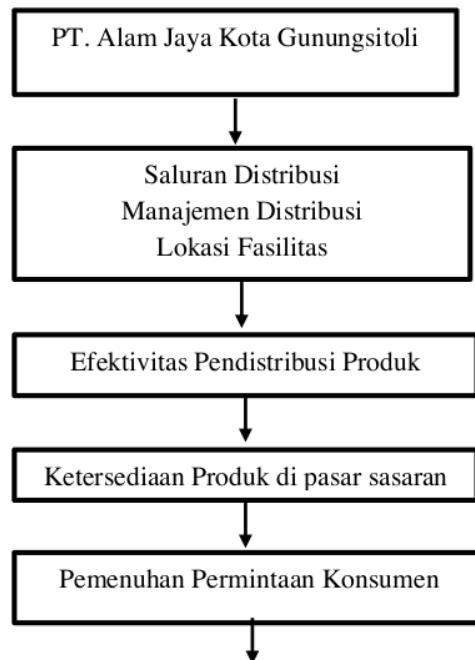 PT. Alam Jaya Kota Gunungsitoli
Saluran Distribusi
Manajemen Distribusi
Lokasi Fasilitas
Efektivitas Pendistribusi Produk
Ketersediaan Produk di pasar sasaran
Pemenuhan Permintaan Konsumen